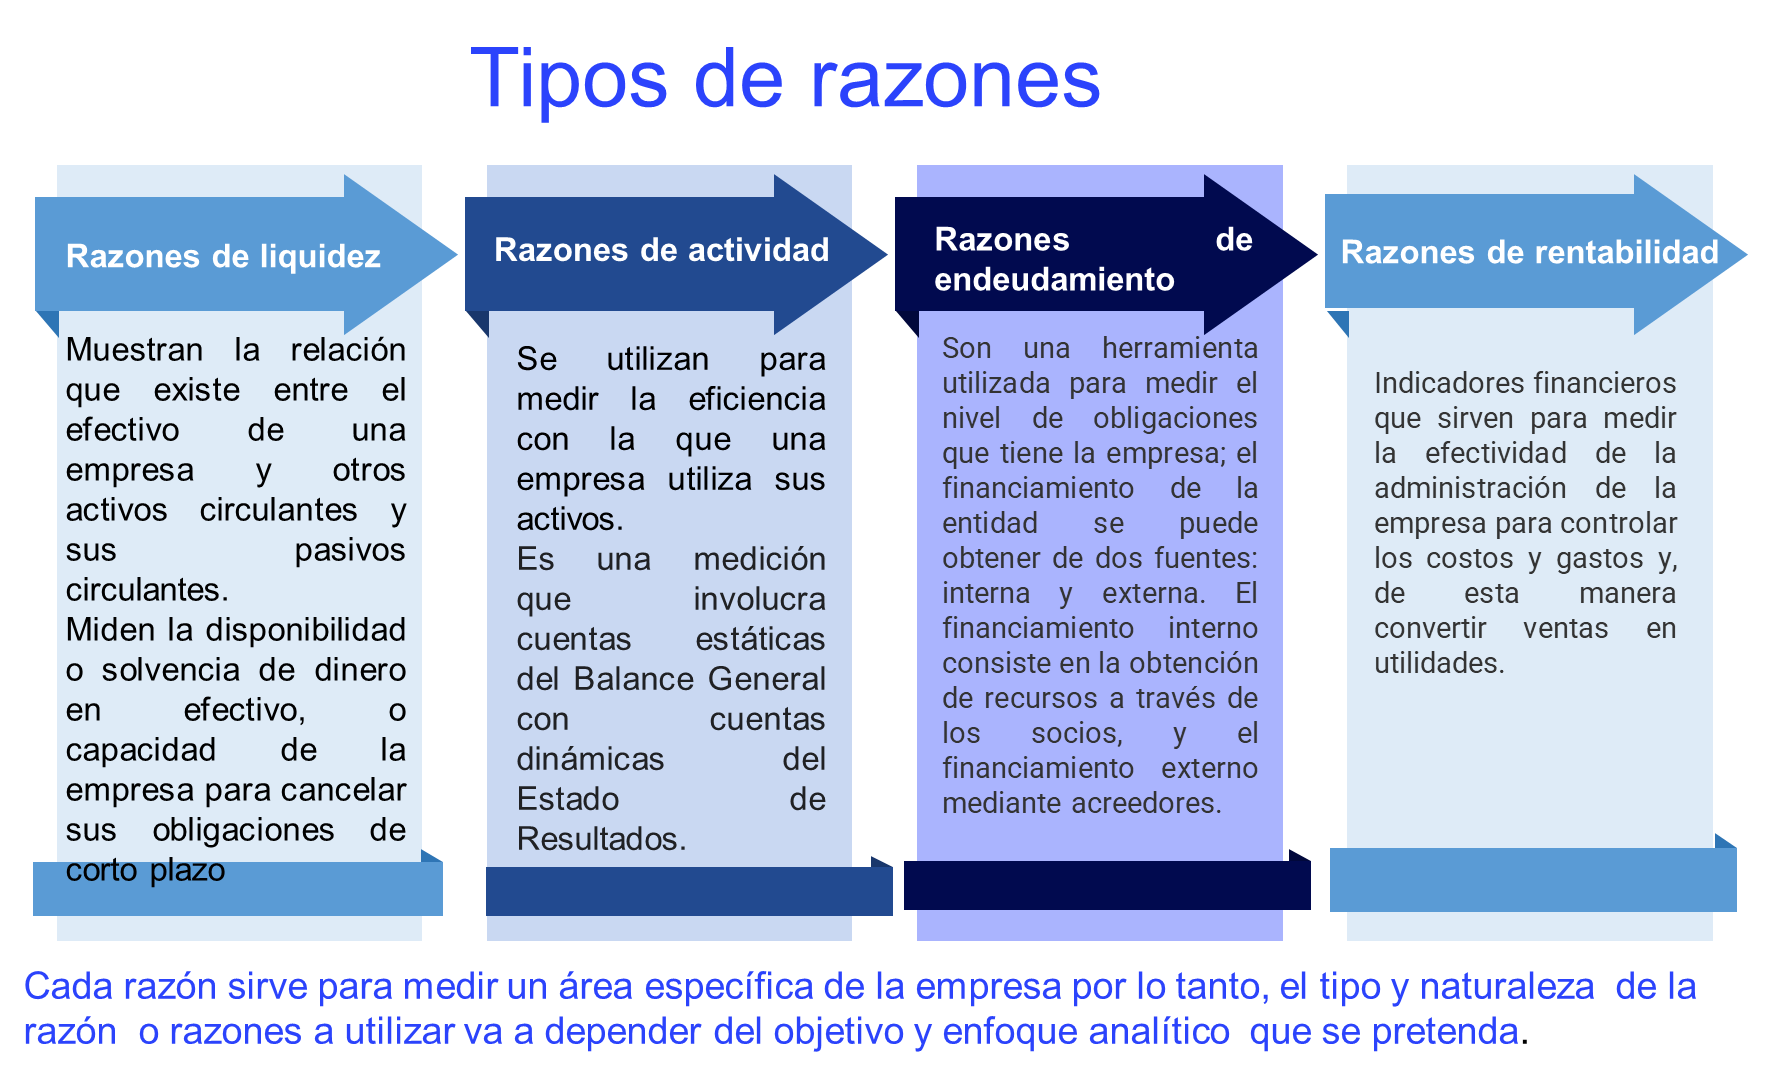 Tipos de razones
Razones de liquidez
Muestran la relación
que existe entre el
efectivo de una
empresa y otros
activos circulantes y
sus pasivos
circulantes.
Miden la disponibilidad
o solvencia de dinero
en efectivo, o
capacidad de la
empresa para cancelar
sus obligaciones de
corto plazo
Razones de actividad
Se utilizan para
medir la eficiencia
con la que una
empresa utiliza sus
activos.
Es una medición
que involucra
cuentas estáticas
del Balance General
con cuentas
dinámicas del
Estado de
Resultados.
Razones de
endeudamiento
Son una herramienta
utilizada para medir el
nivel de obligaciones
que tiene la empresa; el
financiamiento de la
entidad se puede
obtener de dos fuentes:
interna y externa. El
financiamiento interno
consiste en la obtención
de recursos a través de
los socios, y el
financiamiento externo
mediante acreedores.
Razones de rentabilidad
Indicadores financieros
que sirven para medir
la efectividad de la
administración de la
empresa para controlar
los costos y gastos y,
de esta manera
convertir ventas en
utilidades.
Cada razón sirve para medir un área específica de la empresa por lo tanto, el tipo y naturaleza de la
razón o razones a utilizar va a depender del objetivo y enfoque analítico que se pretenda.